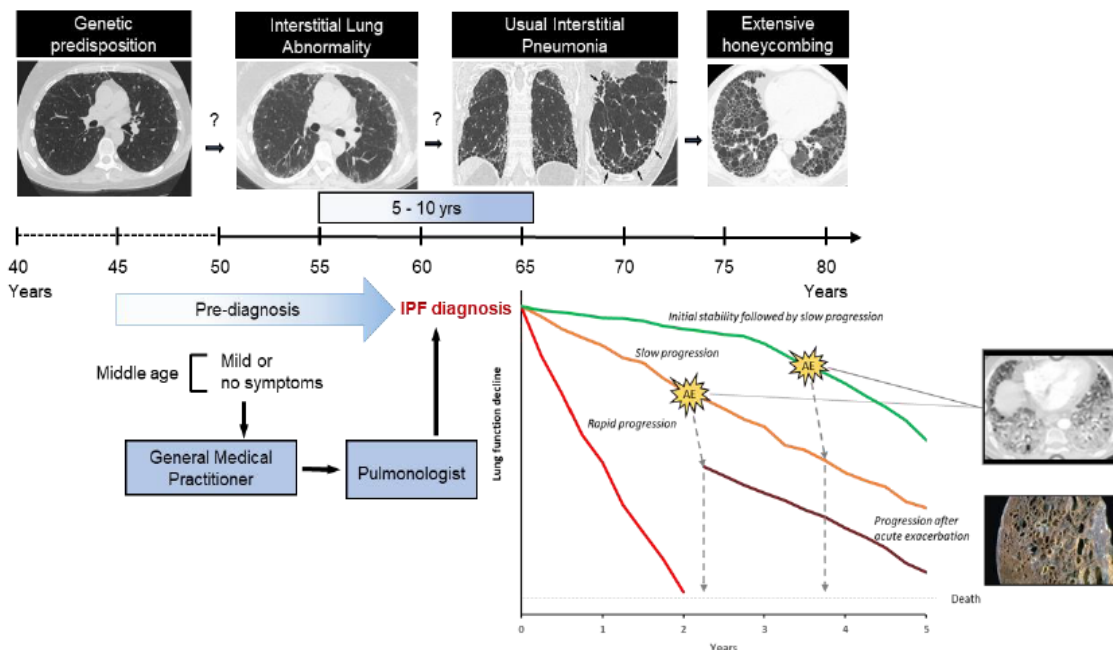 Genetic
predisposition
Interstitial Lung
Abnormality
Usual Interstitial
Pneumonia
Extensive
honeycombing
?
?
5 - 10 yrs
40
45
50
55
60
65
70
75
80
Years
Years
Pre-diagnosis
IPF diagnosis
Middle age
Mild or
no symptoms
General Medical
Practitioner
Pulmonologist
Lung function decline
Initial stability followed by slow progression
Slow progression
Rapid progression
AE
AE
Progression after
acute exacerbation
Death
0
1
2
3
4
5
Years